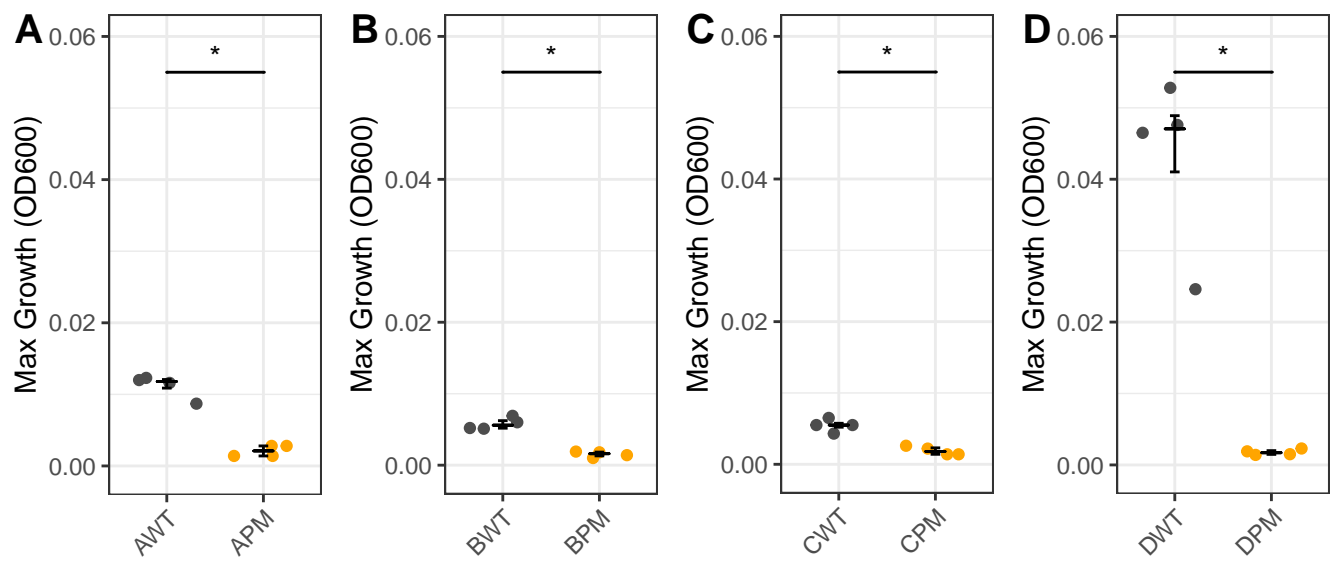 A
Max Growth (OD600)
0.06
0.04
0.02
0.00
*
AWT
APM
B
Max Growth (OD600)
0.06
0.04
0.02
0.00
*
BWT
BPM
C
Max Growth (OD600)
0.06
0.04
0.02
0.00
*
CWT
CPM
D
Max Growth (OD600)
0.06
0.04
0.02
0.00
*
DWT
DPM